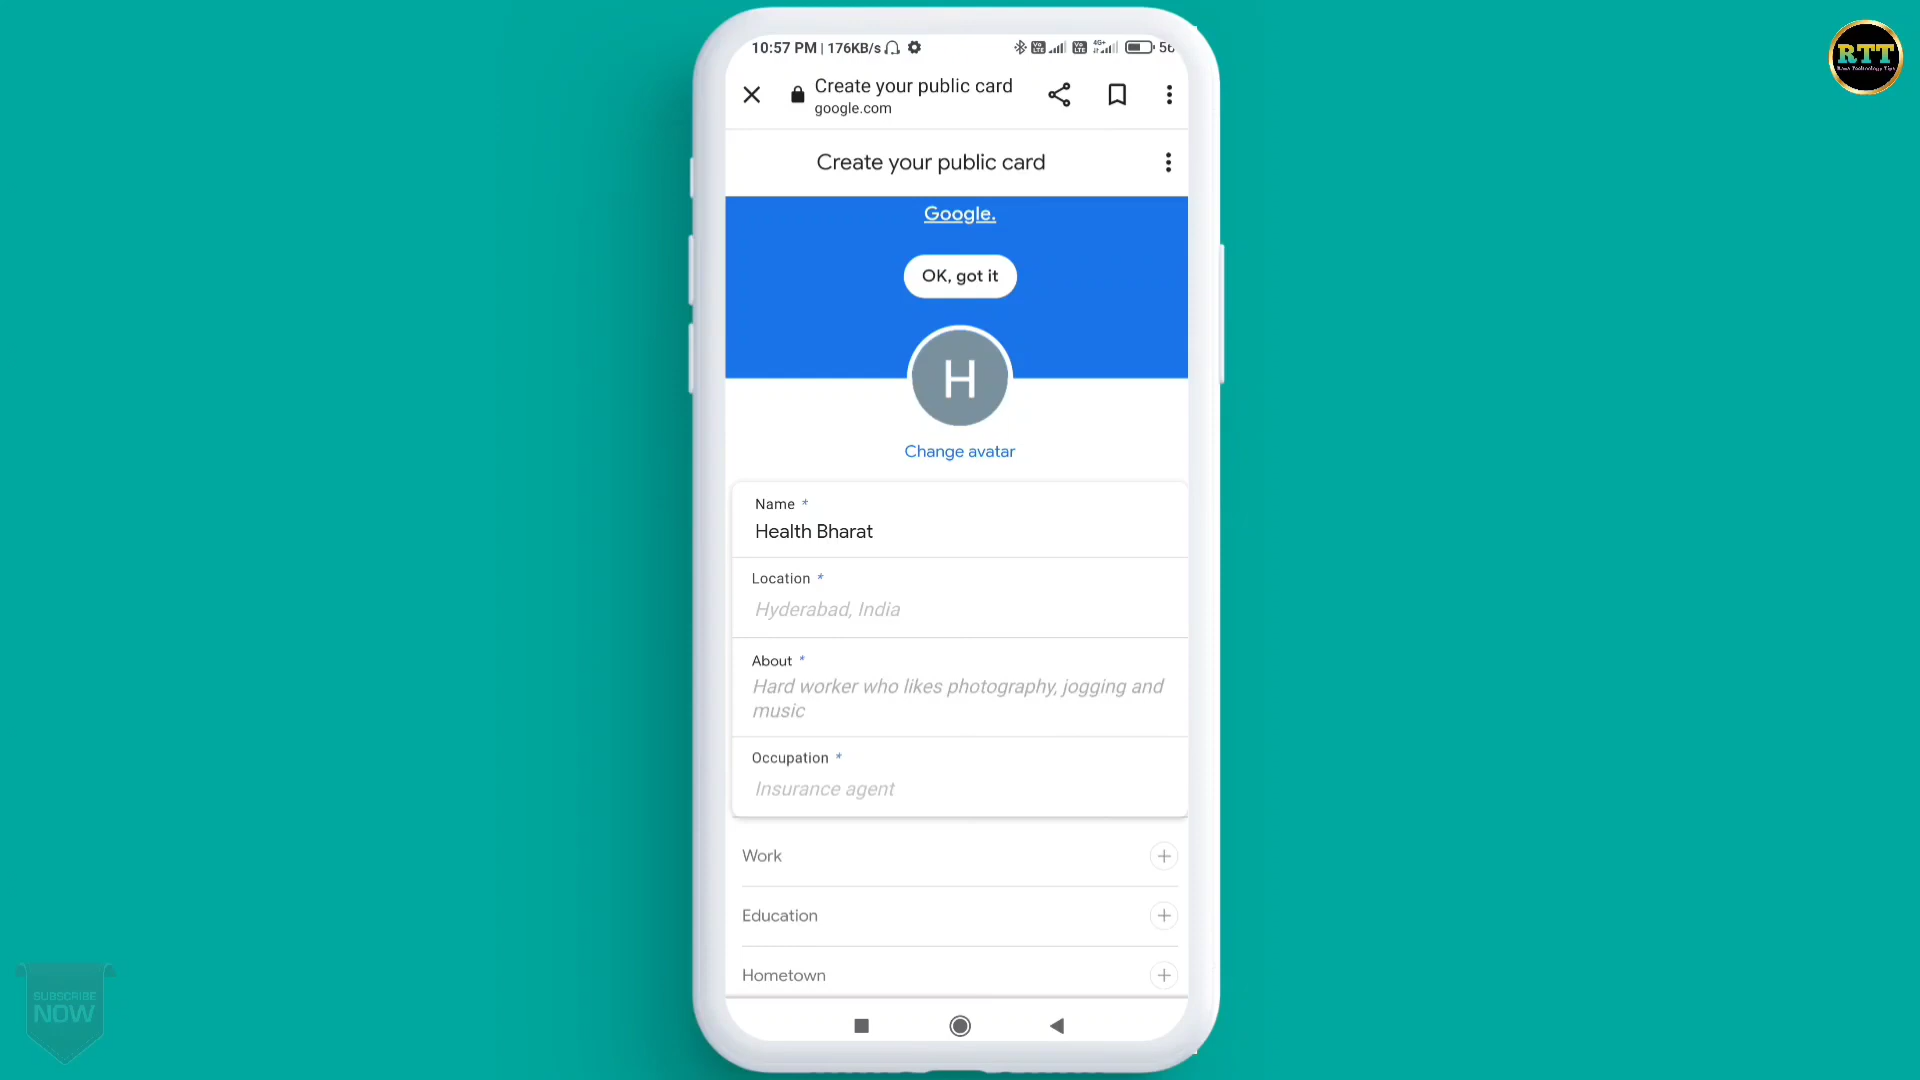 10:57 PM | 176KB/s
4G+
Create your public card
google.com
Create your public card
Google.
OK, got it
H
Change avatar
Name *
Health Bharat
Location *
Hyderabad, India
About *
Hard worker who likes photography, jogging and
music
Occupation *
Insurance agent
Work
Education
Hometown
RTT
SUBSCRIBE
NOW